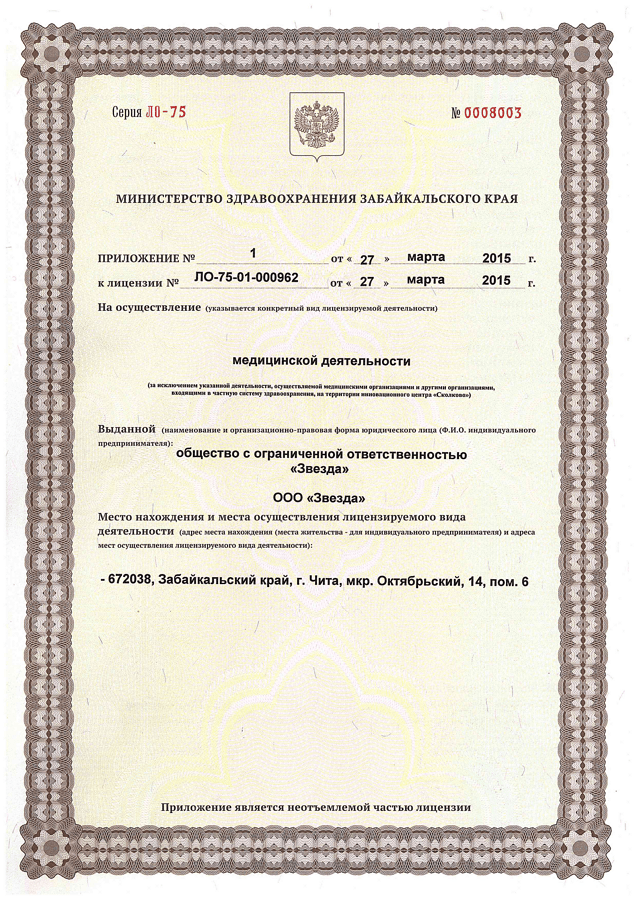 Серия ЛО-75
№ 0008003
МИНИСТЕРСТВО ЗДРАВООХРАНЕНИЯ ЗАБАЙКАЛЬСКОГО КРАЯ
ПРИЛОЖЕНИЕ № 1 от « 27 » марта 2015 г.
к лицензии № ЛО-75-01-000962 от « 27 » марта 2015 г.
На осуществление (указывается конкретный вид лицензируемой деятельности)
медицинской деятельности
(за исключением указанной деятельности, осуществляемой медицинскими организациями и другими организациями,
входящими в частную систему здравоохранения, на территории инновационного центра «Сколково»)
Выданной (наименование и организационно-правовая форма юридического лица (Ф.И.О. индивидуального
предпринимателя):
общество с ограниченной ответственностью
«Звезда»
ООО «Звезда»
Место нахождения и места осуществления лицензируемого вида
деятельности (адрес места нахождения (места жительства - для индивидуального предпринимателя) и адреса
мест осуществления лицензируемого вида деятельности):
- 672038, Забайкальский край, г. Чита, мкр. Октябрьский, 14, пом. 6
Приложение является неотъемлемой частью лицензии